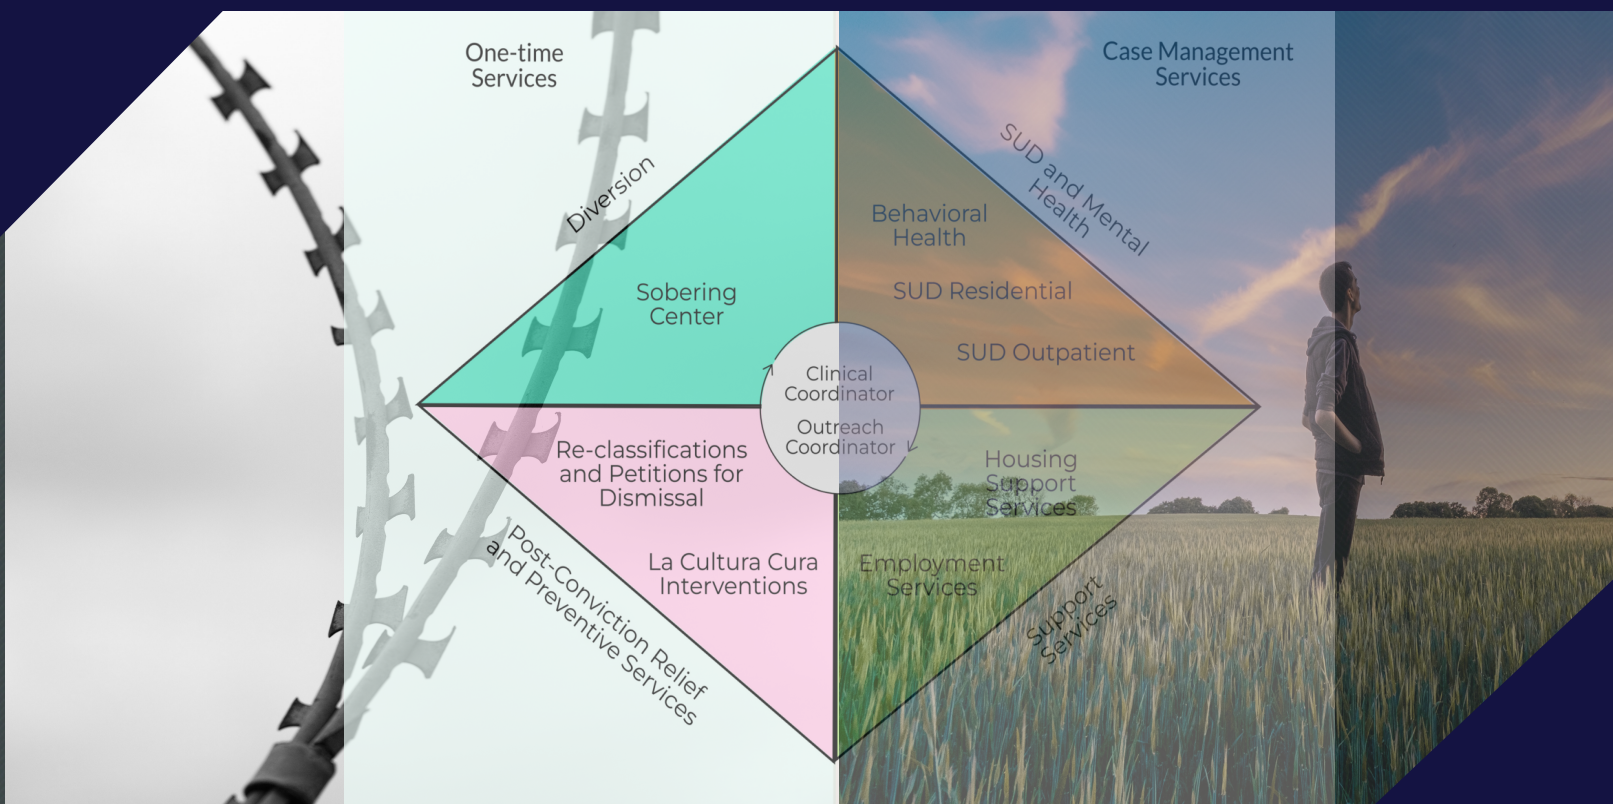 One-time
Services
Case Management
Services
Diversion
SUD and Mental
Health
Behavioral
Health
SUD Residential
SUD Outpatient
Sobering
Center
Clinical
Coordinator
Outreach
Coordinator
Re-classifications
and Petitions for
Dismissal
La Cultura Cura
Interventions
Housing
Support
Services
Employment
Services
Post-Conviction Relief
and Preventive Services
Support
Services